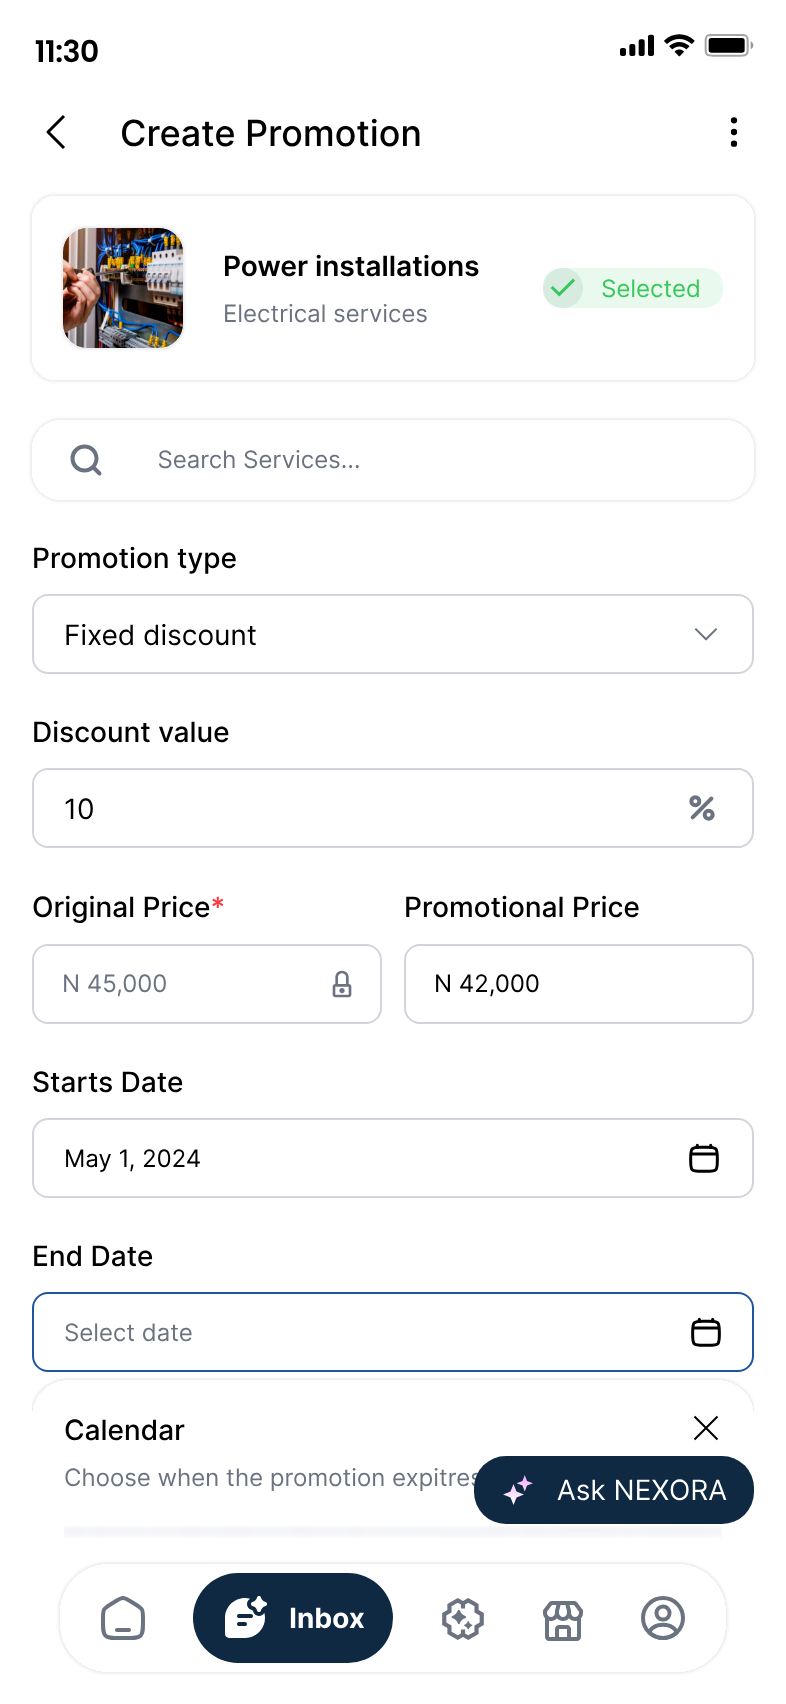 11:30
Create Promotion
Power installations
Electrical services
Selected
Search Services...
Promotion type
Fixed discount
Discount value
10
%
Original Price*
Promotional Price
N 45,000
N 42,000
Starts Date
May 1, 2024
End Date
Select date
Calendar
Choose when the promotion expitres
Ask NEXORA
Inbox